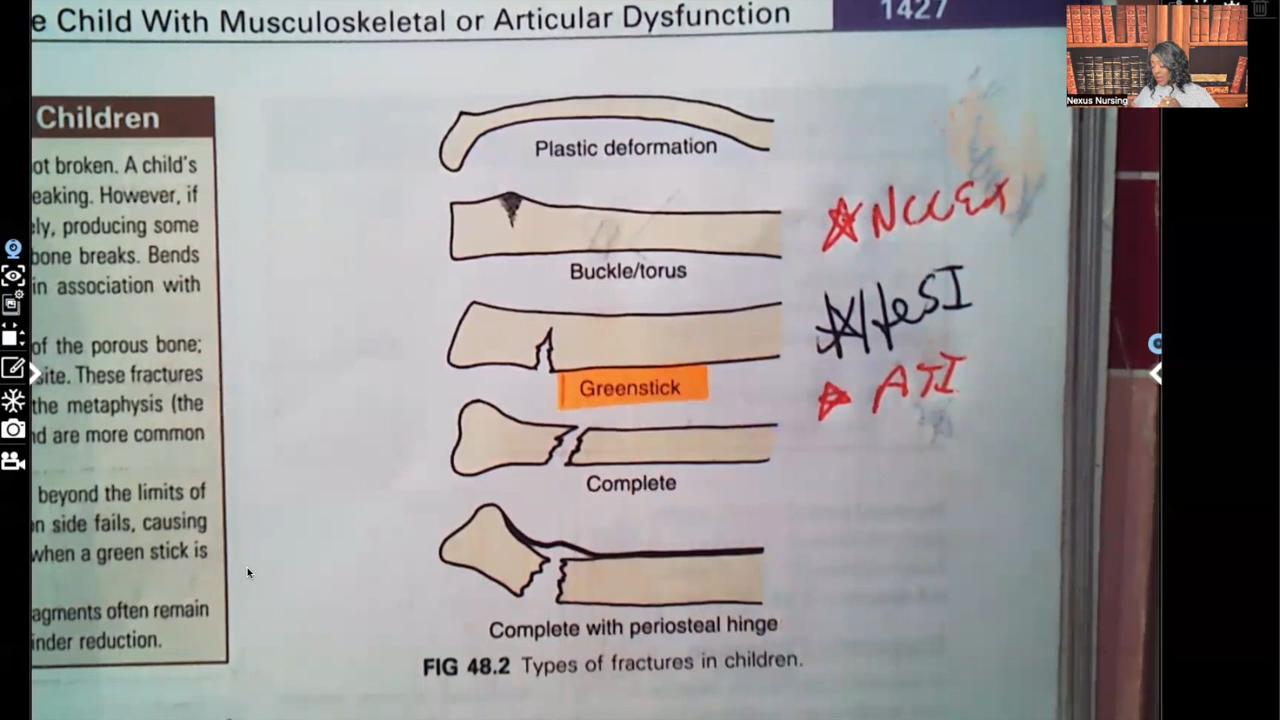 e Child With Musculoskeletal or Articular Dysfunction
1427
Nexus Nursing
Children
ot broken. A child's
eaking. However, if
ely, producing some
bone breaks. Bends
in association with
of the porous bone;
site. These fractures
the metaphysis (the
nd are more common
beyond the limits of
n side fails, causing
when a green stick is
agments often remain
inder reduction.
Plastic deformation
Buckle/torus
Greenstick
Complete
Complete with periosteal hinge
FIG 48.2 Types of fractures in children.
NCLEX
HeSI
ATI